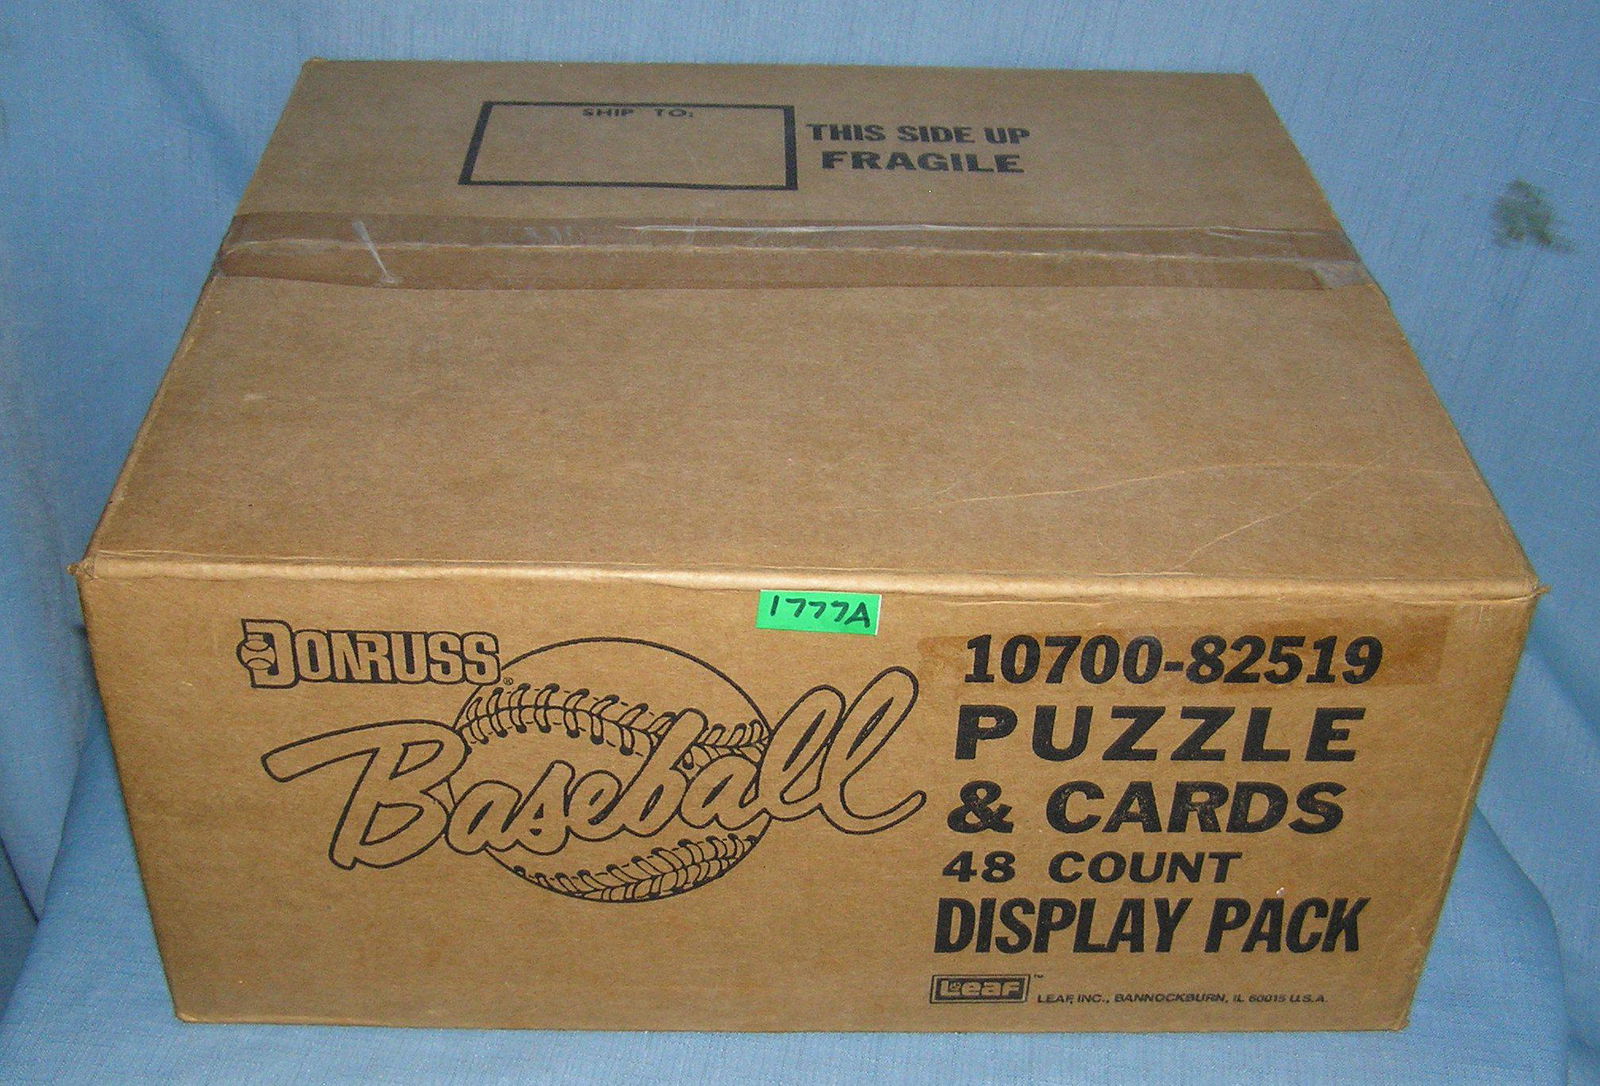 SHIP TO:
THIS SIDE UP
FRAGILE
1777A
DONRUSS®
Baseball
10700-82519
PUZZLE
& CARDS
48 COUNT
DISPLAY PACK
Leaf™
LEAF, INC., BANNOCKBURN, IL 60015 U.S.A.